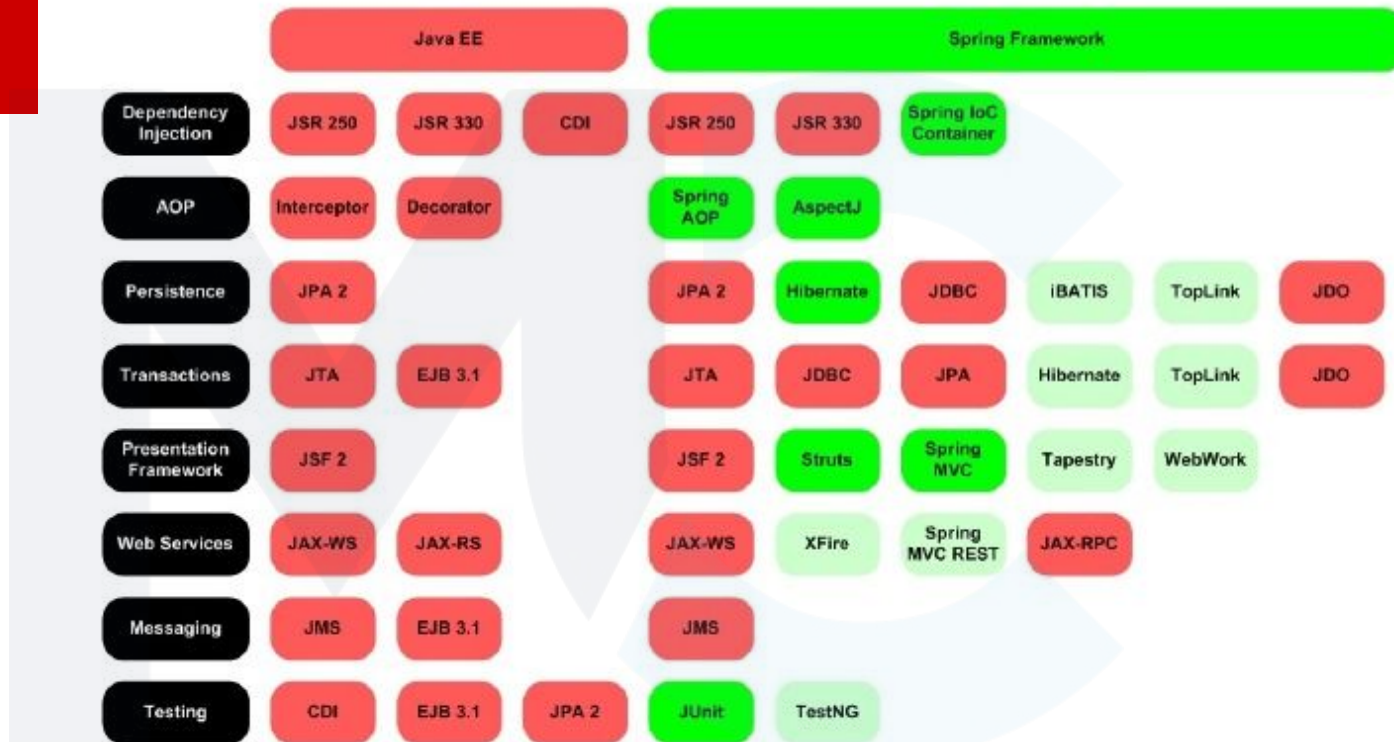 Java EE
Spring Framework
Dependency
Injection
JSR 250
JSR 330
CDI
JSR 250
JSR 330
Spring IoC
Container
AOP
Interceptor
Decorator
Spring
AOP
AspectJ
Persistence
JPA 2
JPA 2
Hibernate
JDBC
iBATIS
TopLink
JDO
Transactions
JTA
EJB 3.1
JTA
JDBC
JPA
Hibernate
TopLink
JDO
Presentation
Framework
JSF 2
JSF 2
Struts
Spring
MVC
Tapestry
WebWork
Web Services
JAX-WS
JAX-RS
JAX-WS
XFire
Spring
MVC REST
JAX-RPC
Messaging
JMS
EJB 3.1
JMS
Testing
CDI
EJB 3.1
JPA 2
JUnit
TestNG